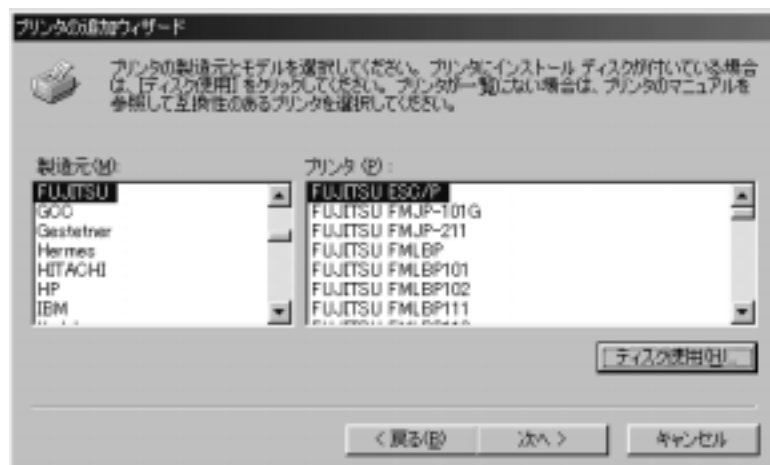 プリンタの追加ウィザード
プリンタの製造元とモデルを選択してください。プリンタにインストール ディスクが付いている場合
は、[ディスク使用] をクリックしてください。プリンタが一覧にない場合は、プリンタのマニュアルを
参照して互換性のあるプリンタを選択してください。
製造元(M):
プリンタ (P) :
FUJITSU
GCC
Gestetner
Hermes
HITACHI
HP
IBM
FUJITSU ESC/P
FUJITSU FMJP-101G
FUJITSU FMJP-211
FUJITSU FMLBP
FUJITSU FMLBP101
FUJITSU FMLBP102
FUJITSU FMLBP111
ディスク使用(H)...
< 戻る(B)
次へ >
キャンセル